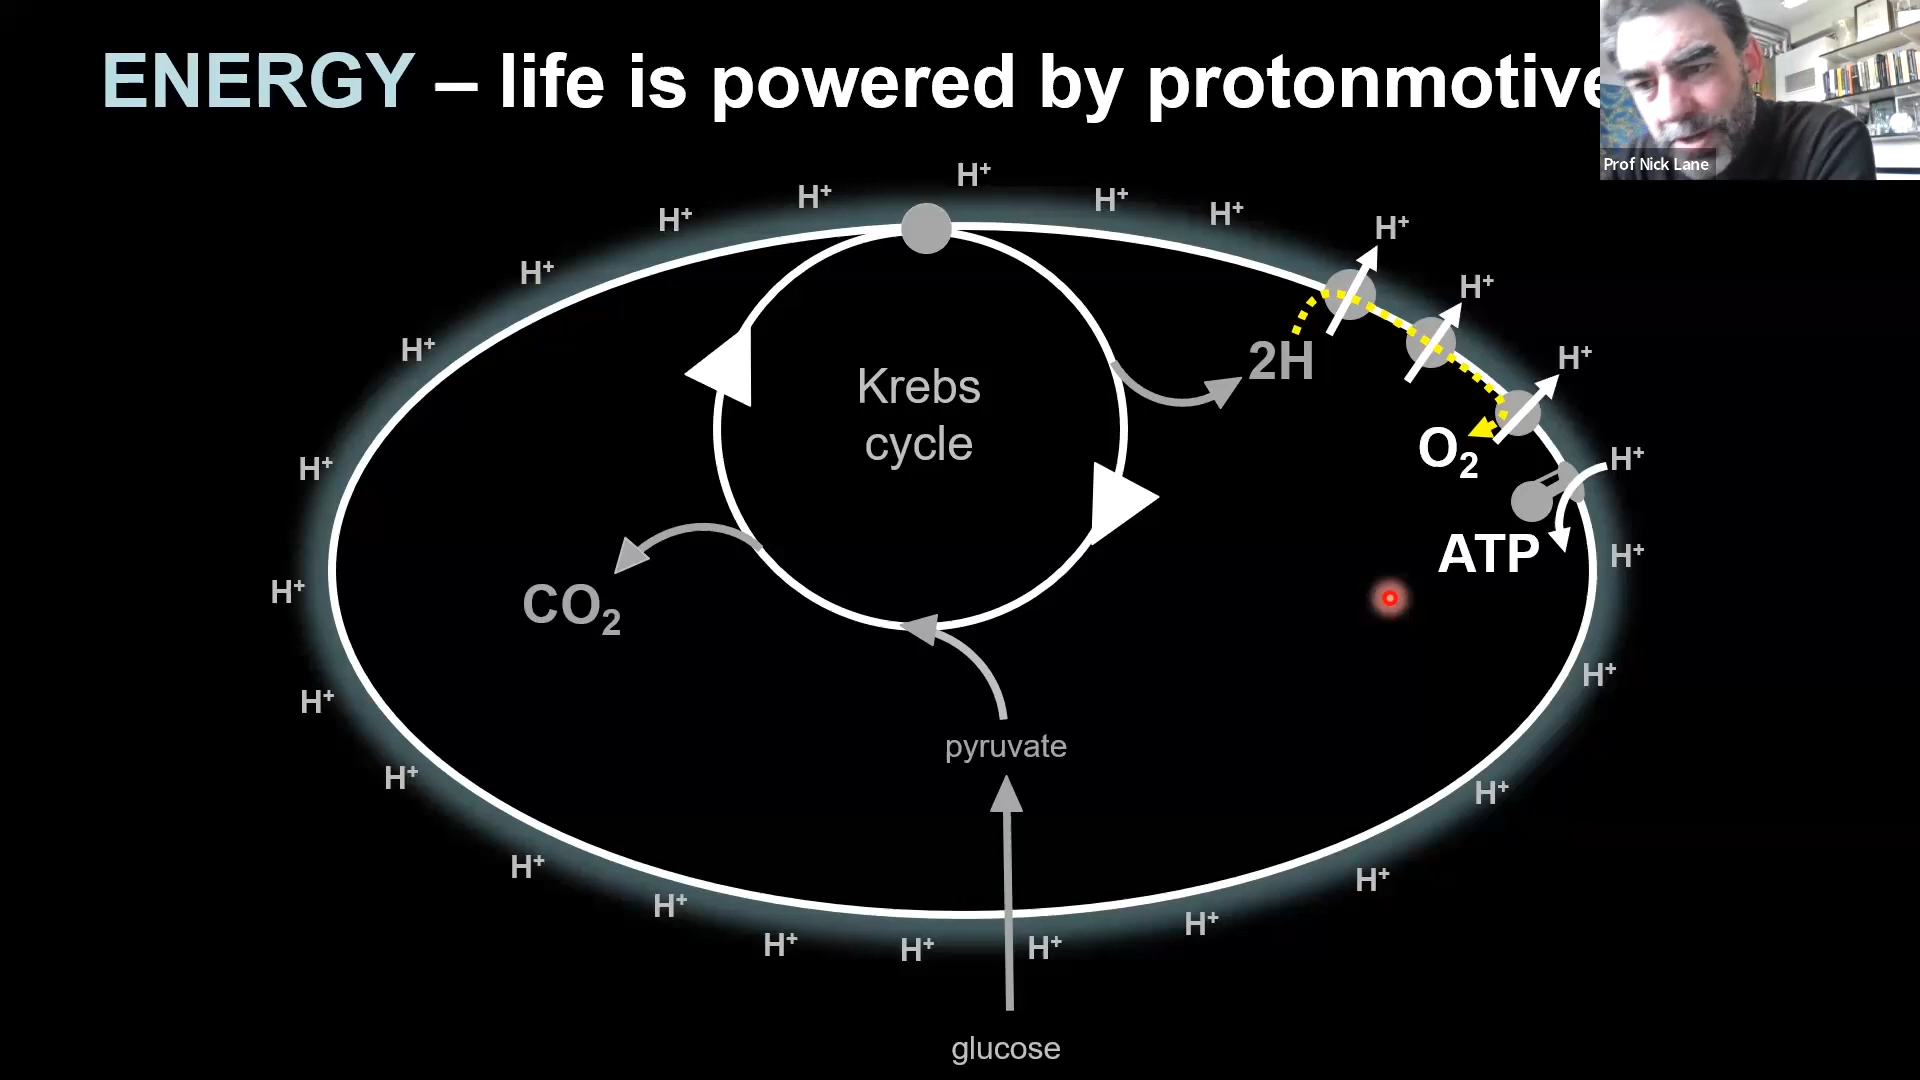 ENERGY – life is powered by protonmotive
Prof Nick Lane
H⁺
H⁺
H⁺
H⁺
H⁺
H⁺
H⁺
H⁺
H⁺
H⁺
Krebs
cycle
2H
H⁺
O₂
H⁺
H⁺
ATP
H⁺
CO₂
H⁺
H⁺
H⁺
pyruvate
H⁺
H⁺
H⁺
H⁺
H⁺
H⁺
H⁺
H⁺
H⁺
glucose